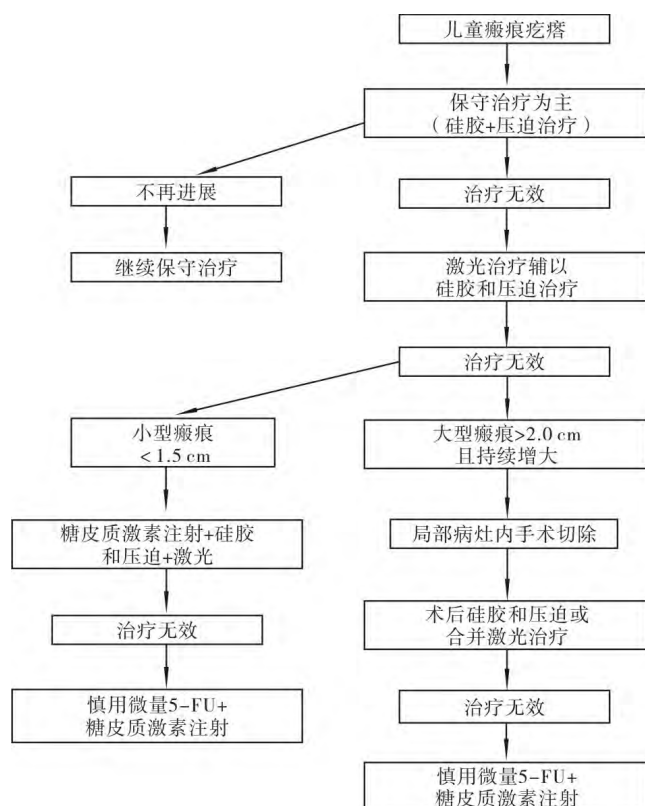 儿童瘢痕疙瘩
保守治疗为主
（硅胶+压迫治疗）
不再进展
治疗无效
继续保守治疗
激光治疗辅以
硅胶和压迫治疗
治疗无效
小型瘢痕
<1.5 cm
大型瘢痕>2.0 cm
且持续增大
糖皮质激素注射+硅胶
和压迫+激光
局部病灶内手术切除
治疗无效
术后硅胶和压迫或
合并激光治疗
慎用微量5-FU+
糖皮质激素注射
治疗无效
慎用微量5-FU+
糖皮质激素注射